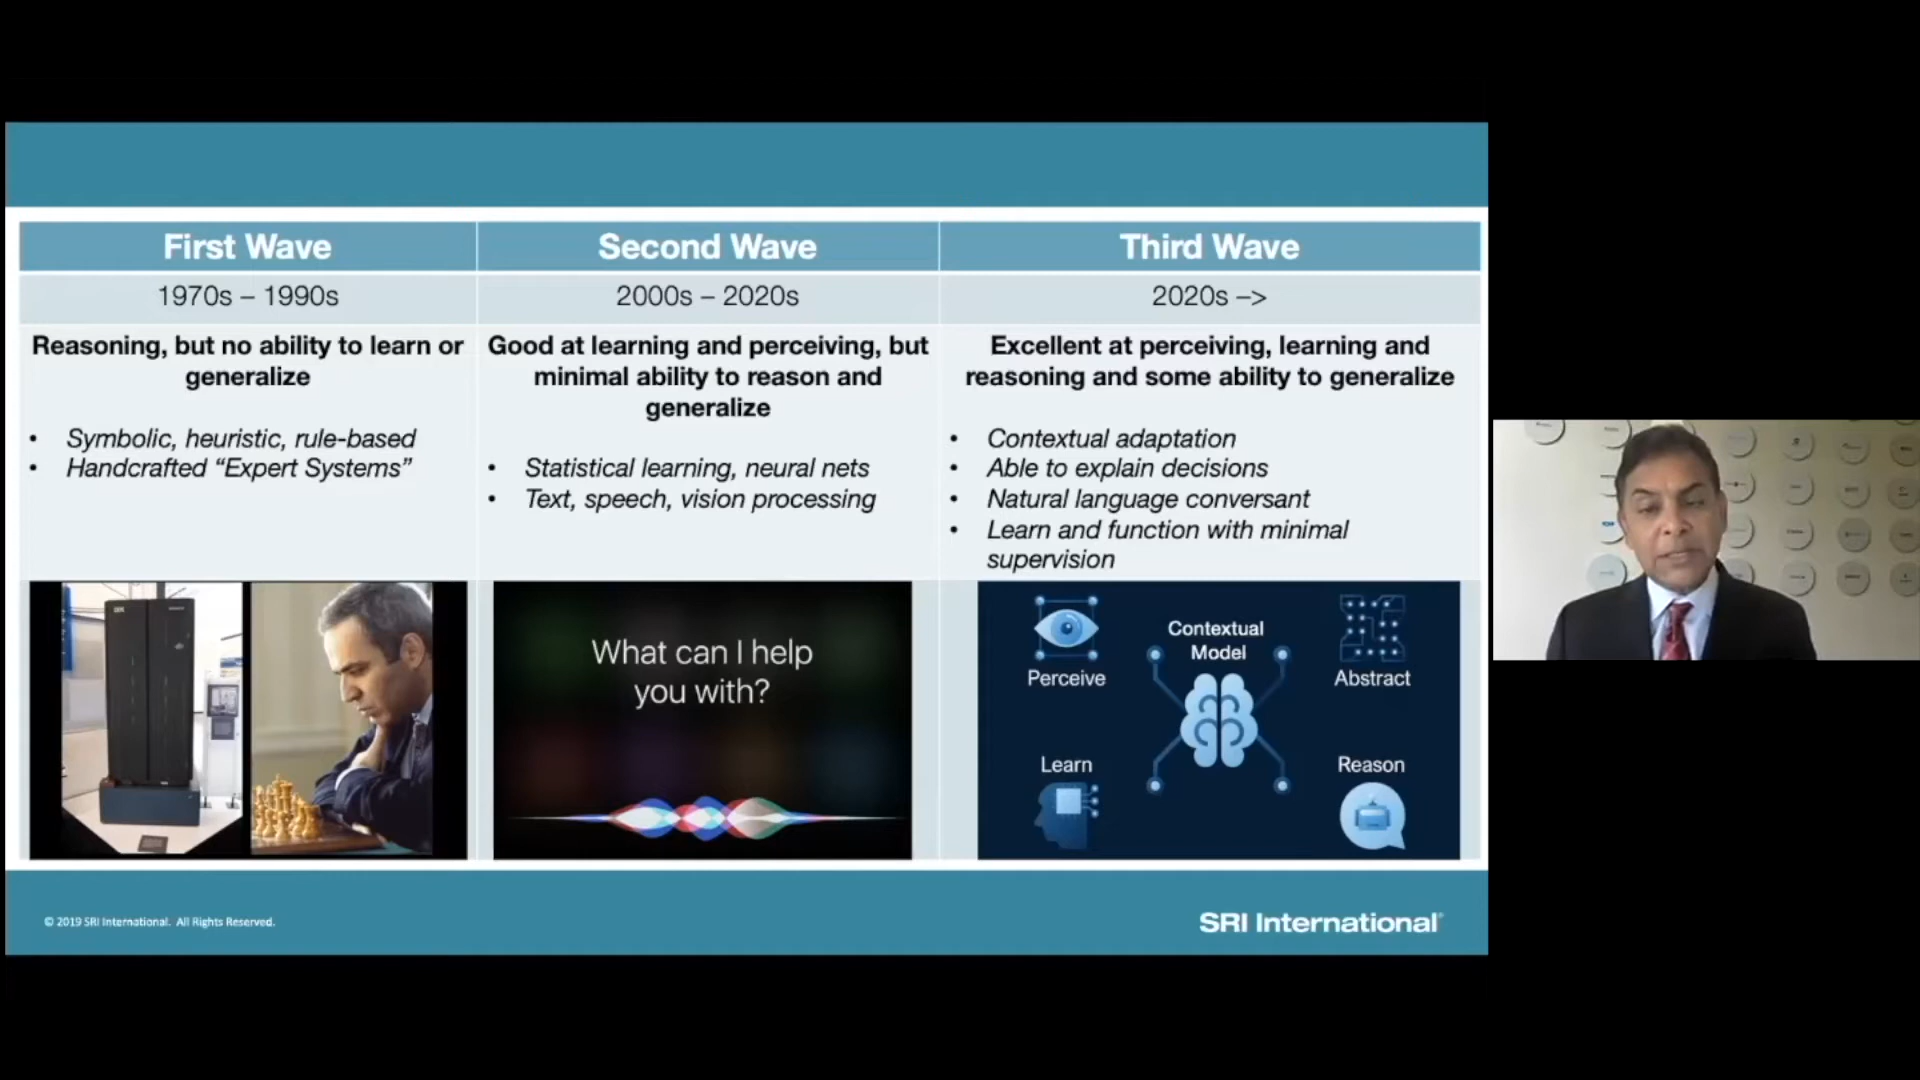 First Wave
Second Wave
Third Wave
1970s – 1990s
2000s – 2020s
2020s –>
Reasoning, but no ability to learn or
generalize
• Symbolic, heuristic, rule-based
• Handcrafted “Expert Systems”
Good at learning and perceiving, but
minimal ability to reason and
generalize
• Statistical learning, neural nets
• Text, speech, vision processing
Excellent at perceiving, learning and
reasoning and some ability to generalize
• Contextual adaptation
• Able to explain decisions
• Natural language conversant
• Learn and function with minimal
supervision
What can I help
you with?
Contextual
Model
Perceive
Abstract
Learn
Reason
© 2019 SRI International. All Rights Reserved.
SRI International®